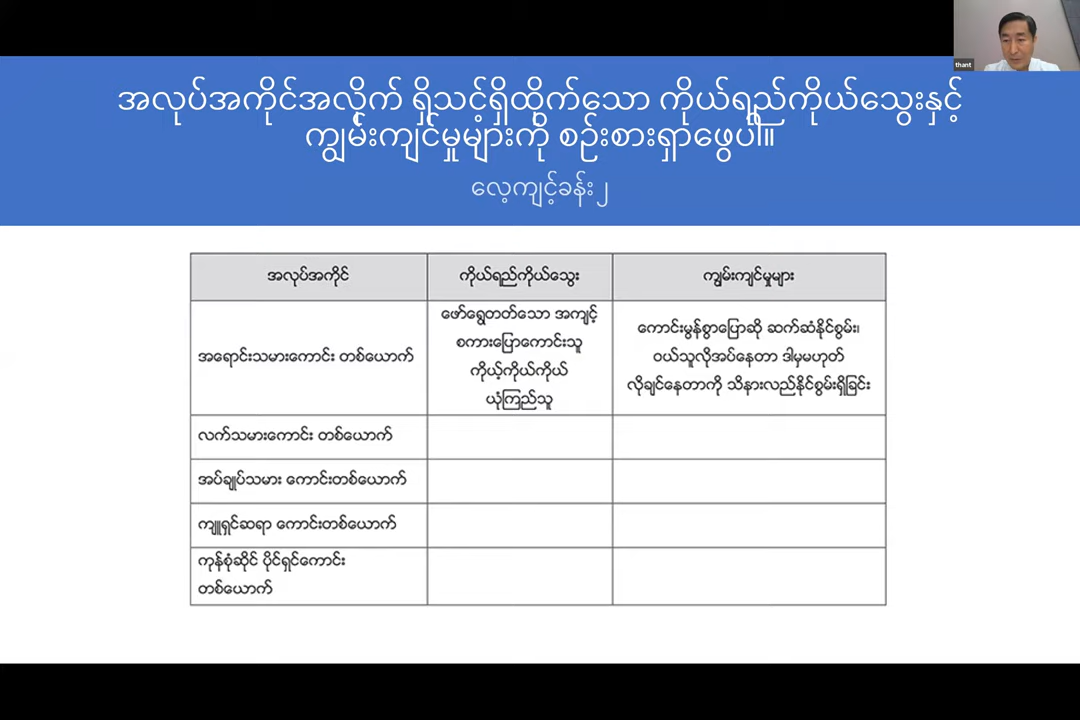 thant
အလုပ်အကိုင်အလိုက် ရှိသင့်ရှိထိုက်သော ကိုယ်ရည်ကိုယ်သွေးနှင့်
ကျွမ်းကျင်မှုများကို စဉ်းစားရှာဖွေပါ။
လေ့ကျင့်ခန်း၂
အလုပ်အကိုင်
ကိုယ်ရည်ကိုယ်သွေး
ကျွမ်းကျင်မှုများ
အရောင်းသမားကောင်း တစ်ယောက်
ဖော်ရွေတတ်သော အကျင့်
စကားပြောကောင်းသူ
ကိုယ့်ကိုယ်ကိုယ်
ယုံကြည်သူ
ကောင်းမွန်စွာပြောဆို ဆက်ဆံနိုင်စွမ်း၊
ဝယ်သူလိုအပ်နေတာ ဒါမှမဟုတ်
လိုချင်နေတာကို သိနားလည်နိုင်စွမ်းရှိခြင်း
လက်သမားကောင်း တစ်ယောက်
အပ်ချုပ်သမား ကောင်းတစ်ယောက်
ကျူရှင်ဆရာ ကောင်းတစ်ယောက်
ကုန်စုံဆိုင် ပိုင်ရှင်ကောင်း
တစ်ယောက်